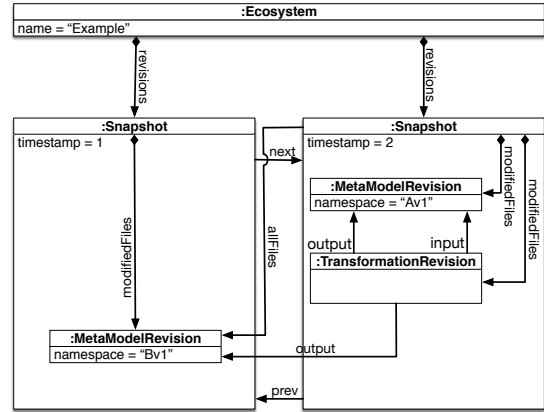 :Ecosystem
name = “Example”
revisions
revisions
:Snapshot
timestamp = 1
:Snapshot
timestamp = 2
next
modifiedFiles
modifiedFiles
:MetaModelRevision
namespace = “Av1”
allFiles
output
input
modifiedFiles
:TransformationRevision
:MetaModelRevision
namespace = “Bv1”
output
prev